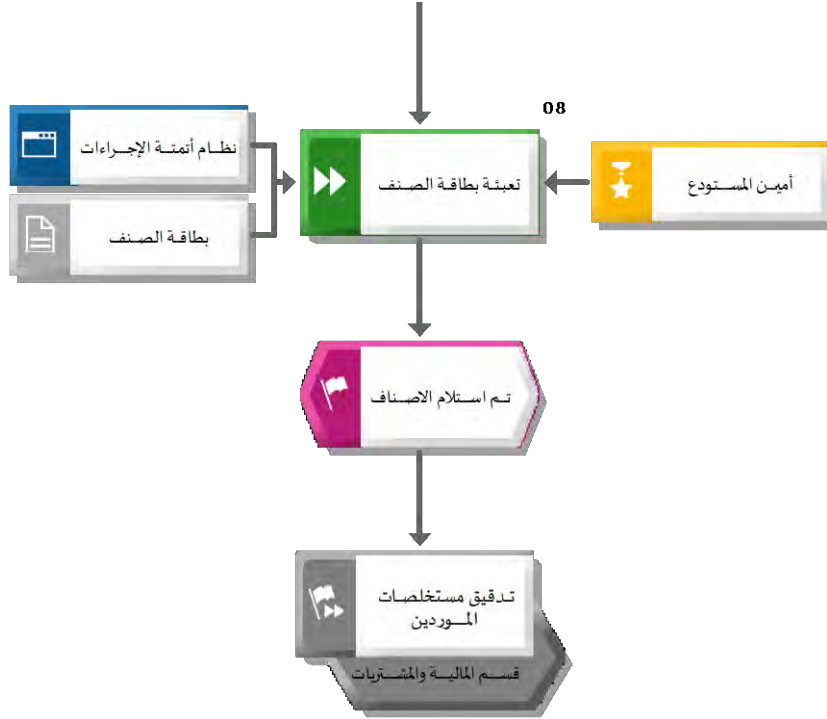 08
أمين المستودع
تعبئة بطاقة الصنف
نظام أتمتة الإجراءات
بطاقة الصنف
تم استلام الاصناف
تدقيق مستخلصات
الموردين
قسم المالية والمشتريات